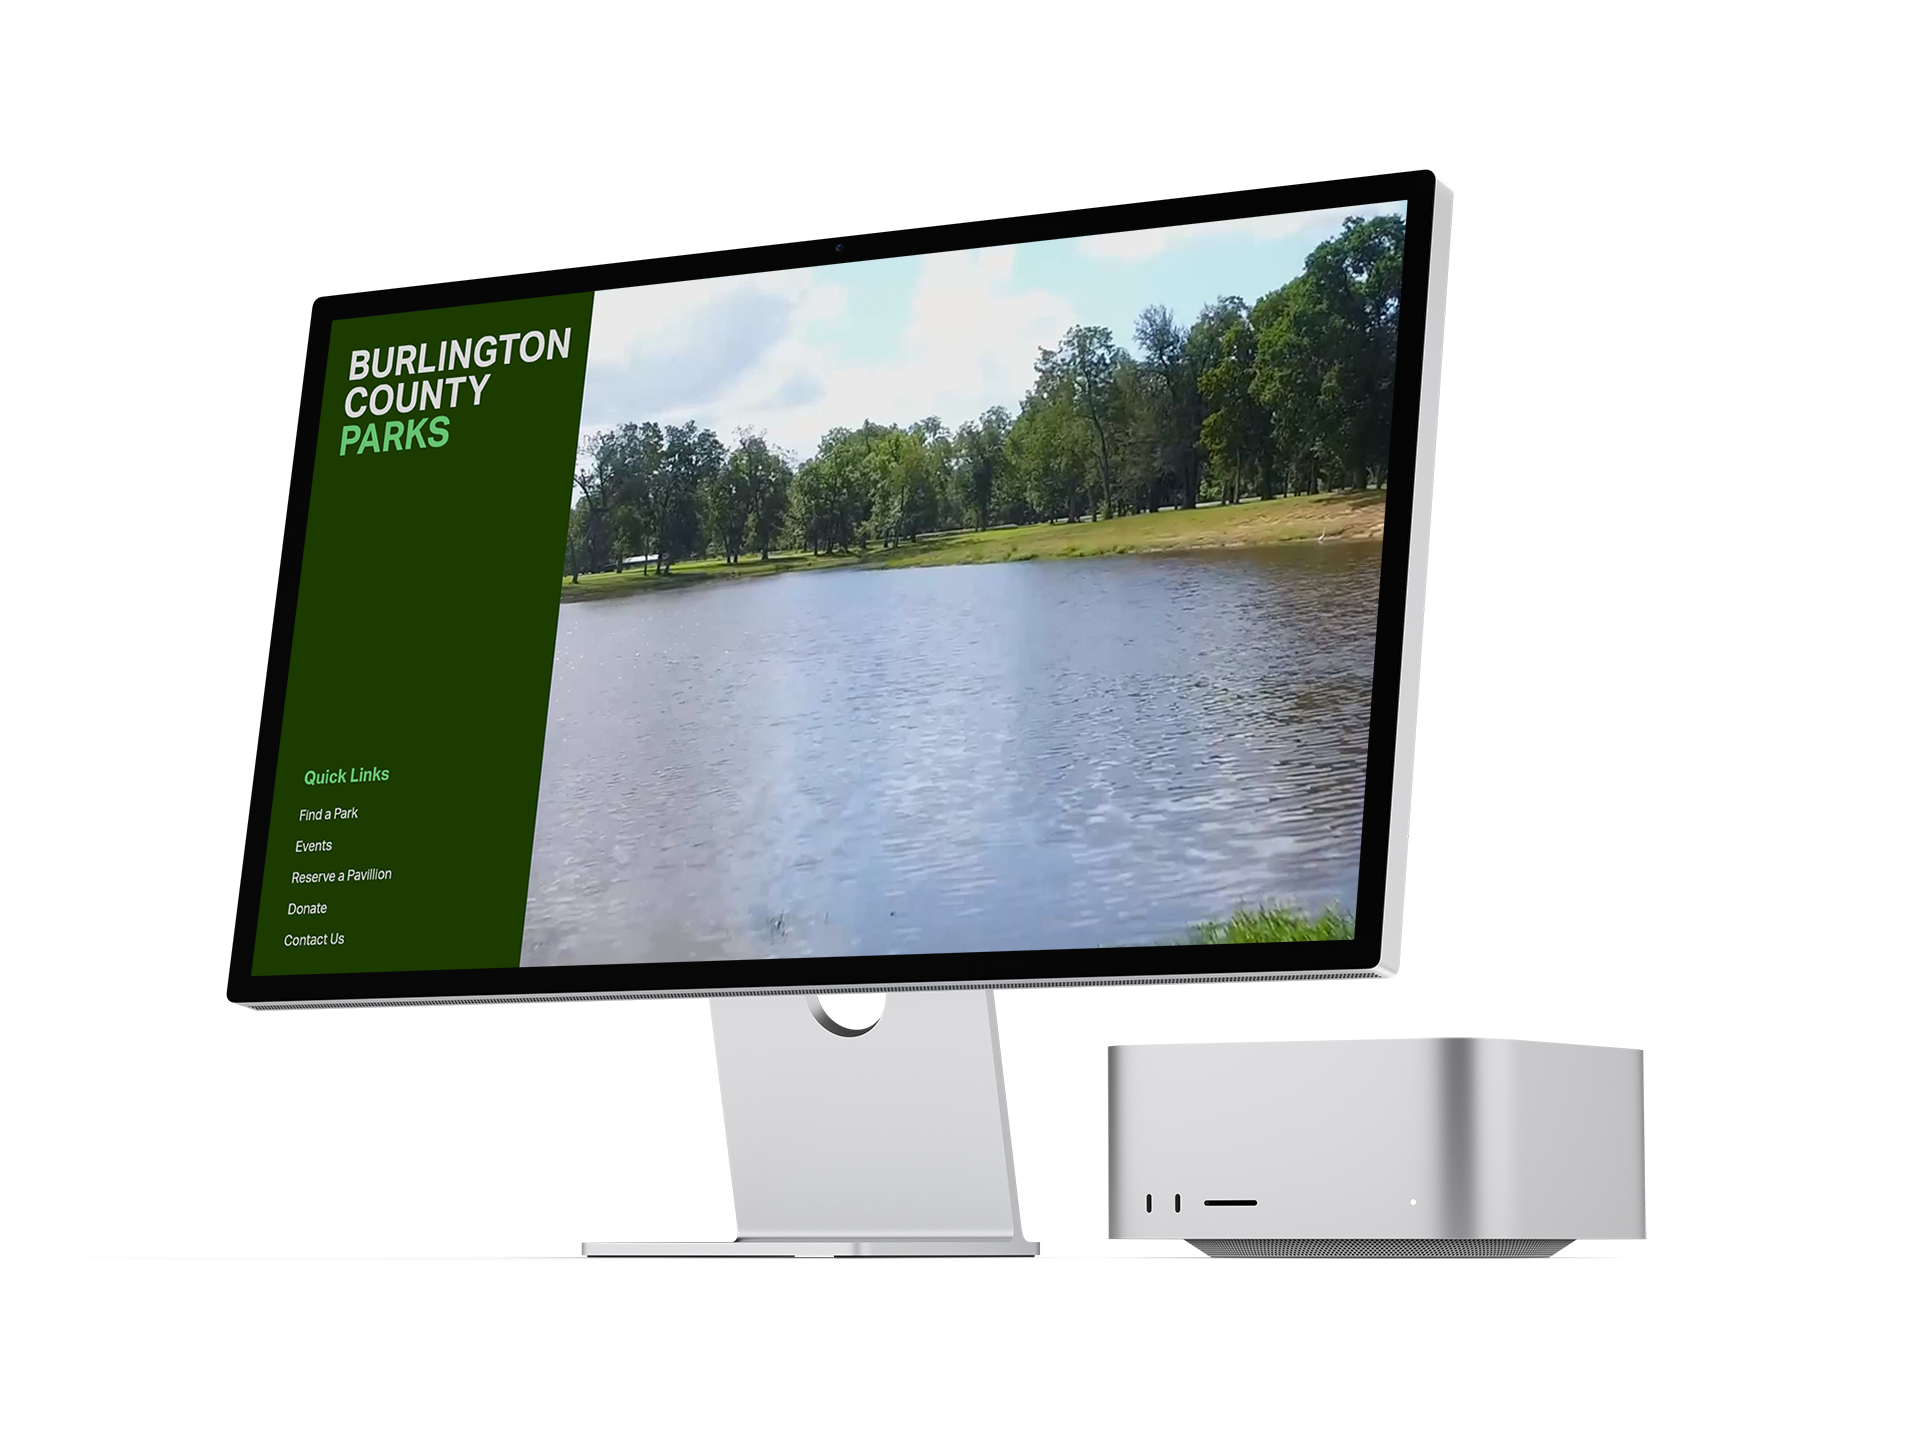 BURLINGTON
COUNTY
PARKS
Quick Links
Find a Park
Events
Reserve a Pavillion
Donate
Contact Us